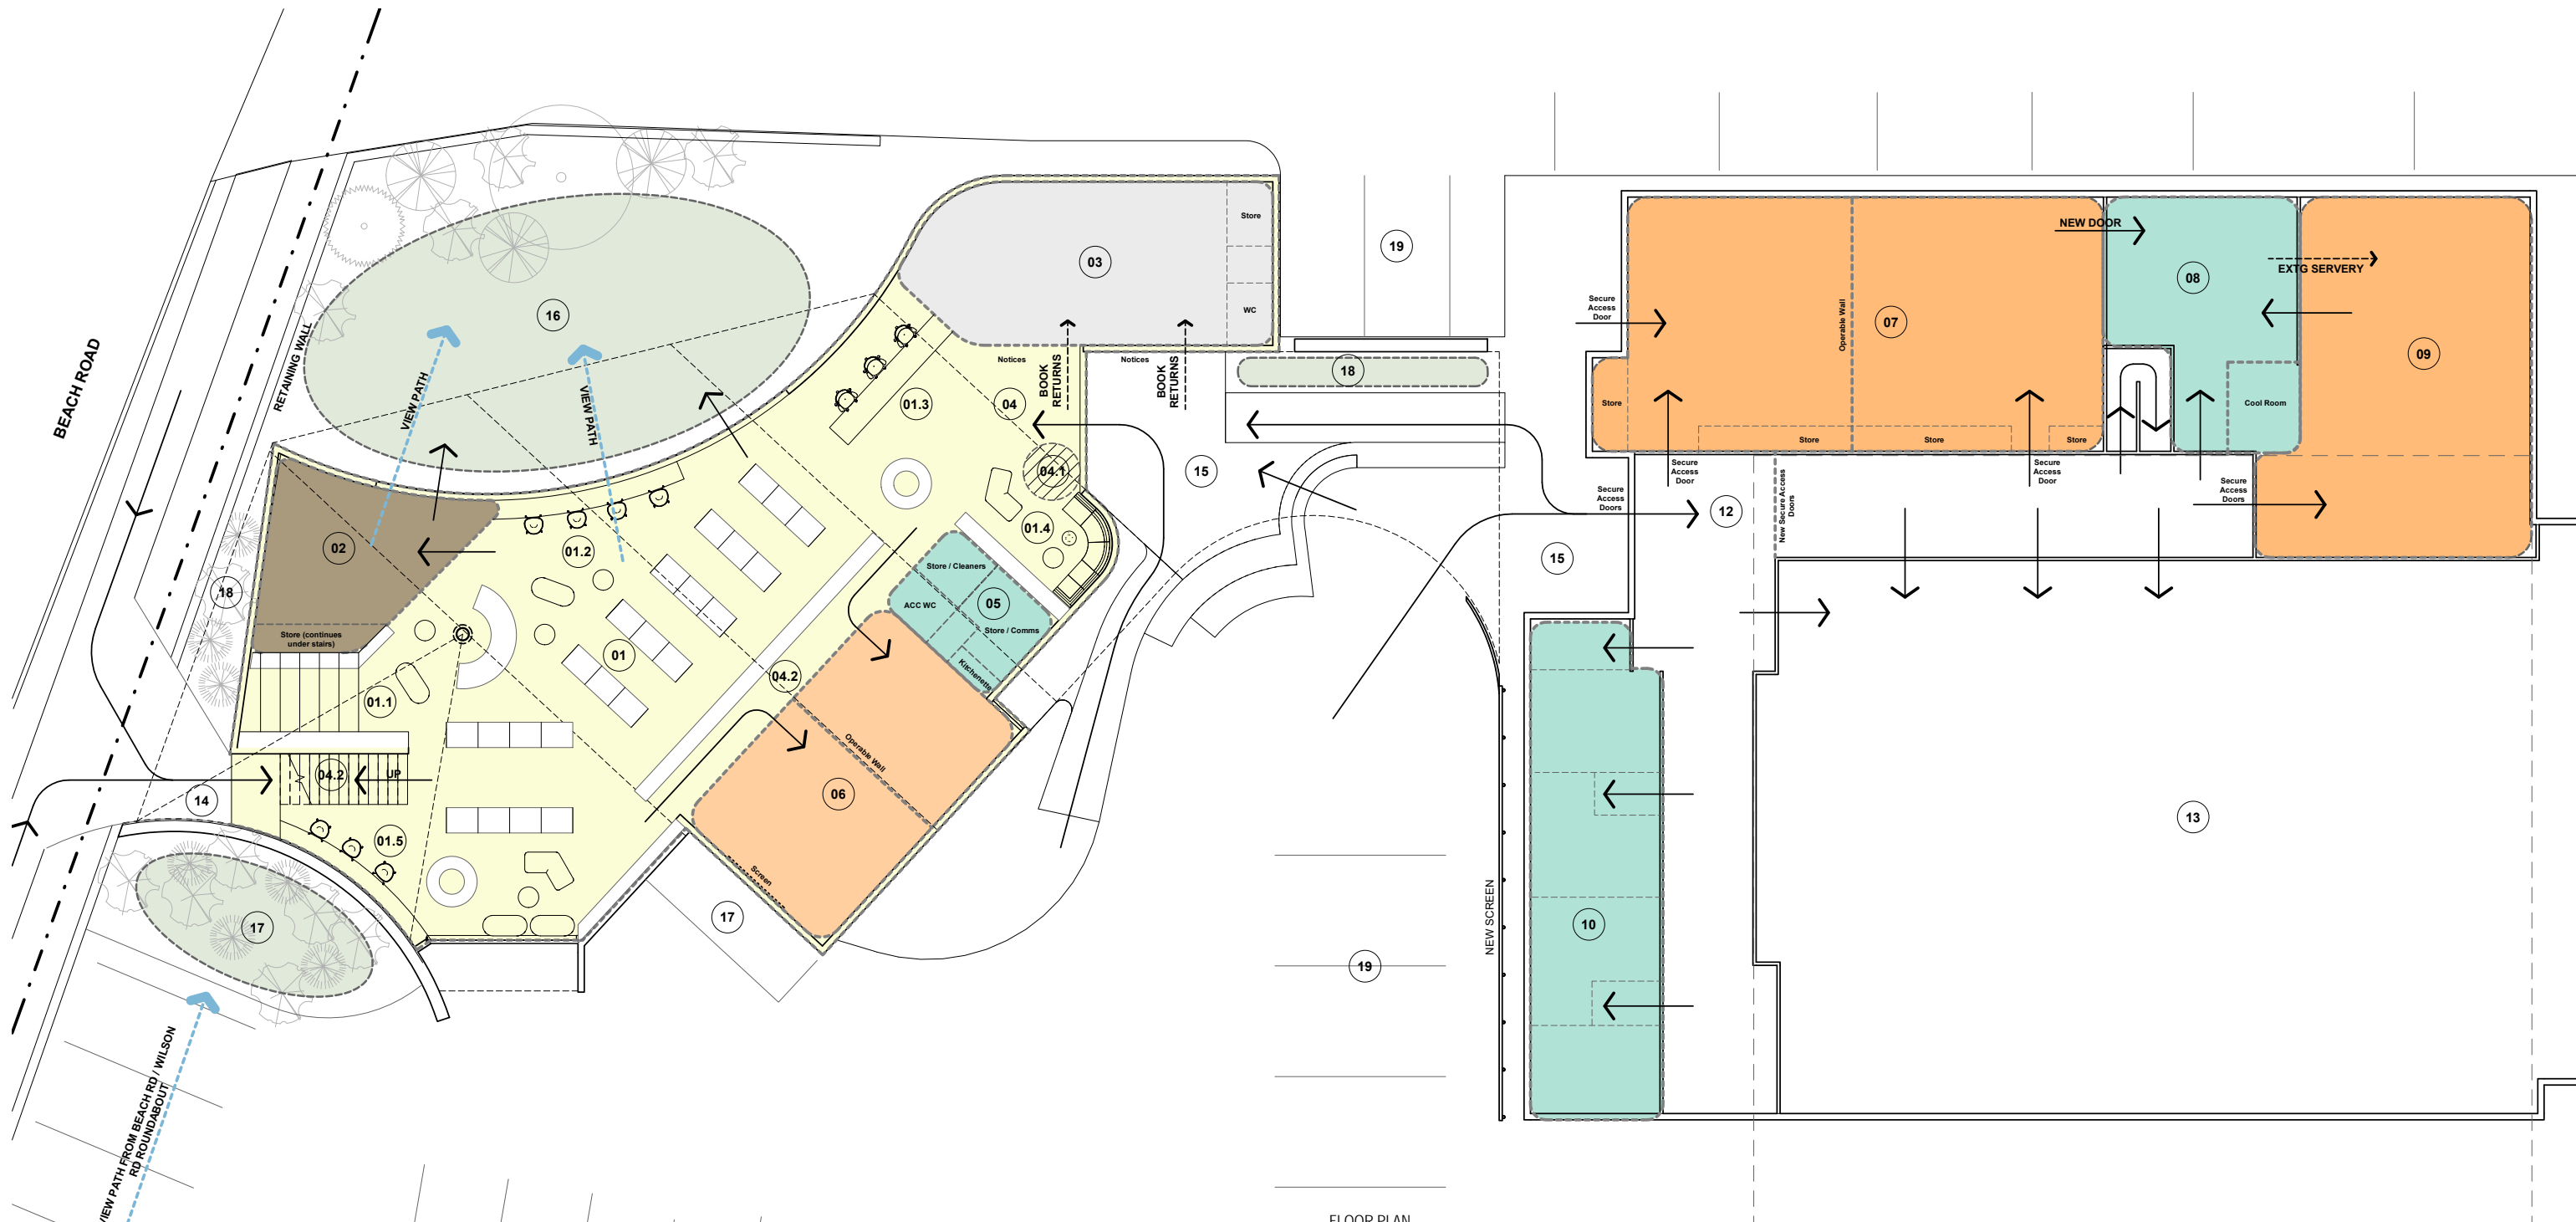 BEACH ROAD
RETAINING WALL
VIEW PATH
VIEW PATH
16
03
Store
WC
19
18
Notices
BOOK
RETURNS
Notices
BOOK
RETURNS
01.3
04
04.1
01.4
15
02
Store (continues
under stairs)
18
01.2
01
01.1
04.2
UP
14
01.5
17
VIEW PATH FROM BEACH RD / WILSON
RD ROUNDABOUT
04.2
Store / Cleaners
ACC WC
05
Store / Comms
Kitchenette
Operable Wall
06
Screen
17
19
NEW SCREEN
FLOOR PLAN
Secure
Access
Door
Store
Operable Wall
07
Store
Store
Store
NEW DOOR
08
EXTG SERVERY
Cool Room
09
Secure
Access
Doors
Secure
Access
Door
12
New Secure Access
Doors
Secure
Access
Door
Secure
Access
Doors
15
10
13